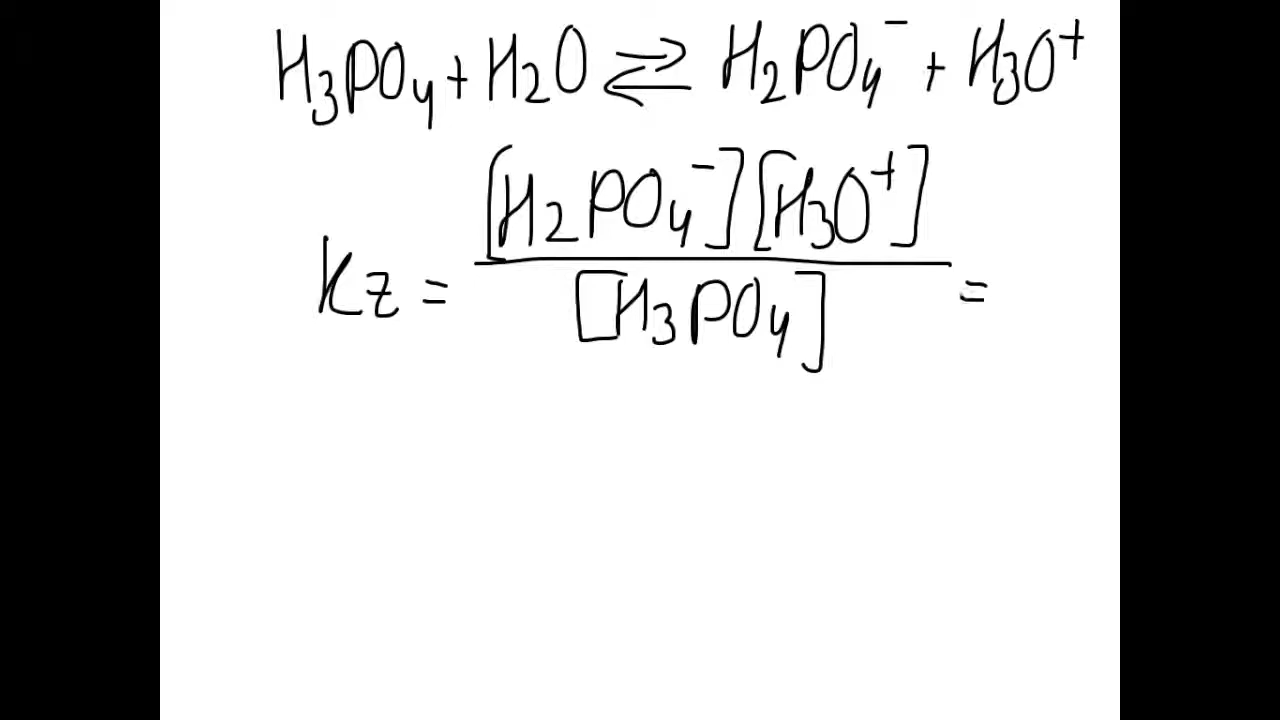 H3PO4 + H2O ⇌ H2PO4⁻ + H3O⁺
Kz = [H2PO4⁻][H3O⁺] / [H3PO4] =